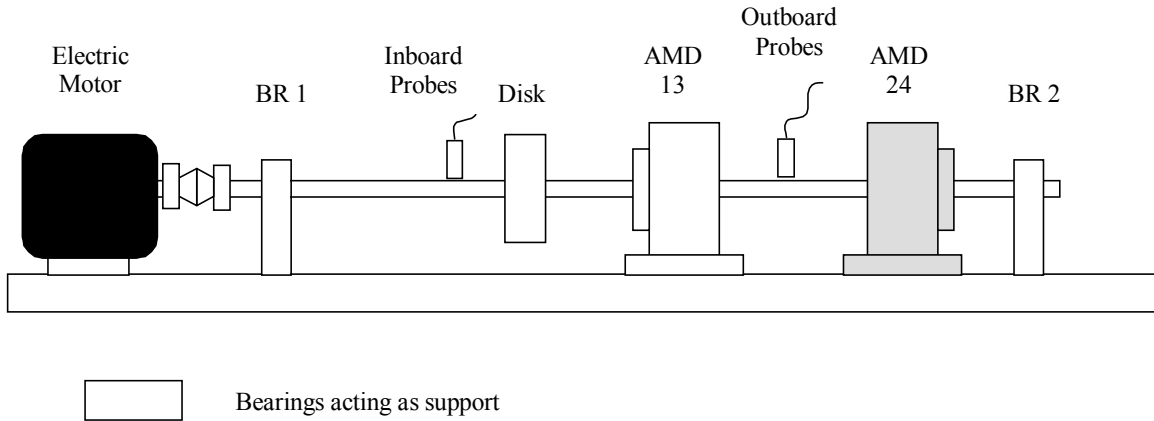 Electric
Motor
BR 1
Inboard
Probes
Disk
AMD
13
Outboard
Probes
AMD
24
BR 2
Bearings acting as support